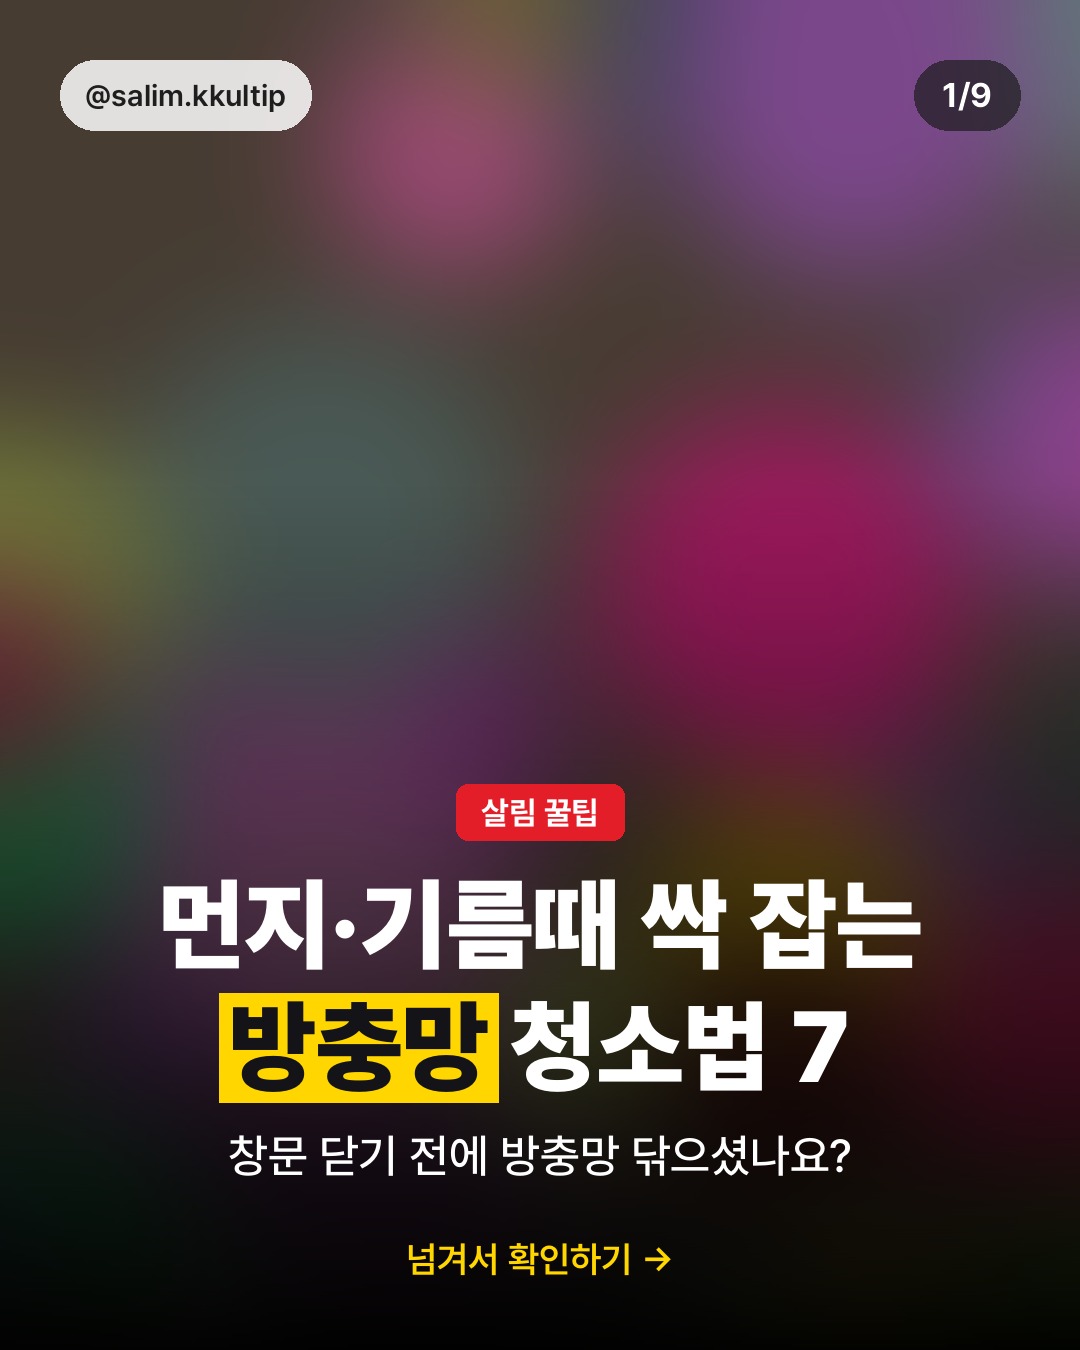 @salim.kkultip
1/9
살림 꿀팁
먼지·기름때 싹 잡는
방충망 청소법 7
창문 닫기 전에 방충망 닦으셨나요?
넘겨서 확인하기 →